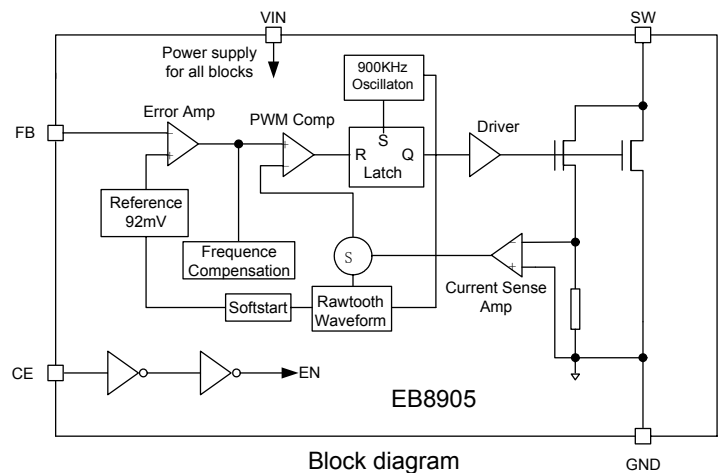 VIN
SW
Power supply
for all blocks
900KHz
Oscillaton
Error Amp
PWM Comp
Driver
FB
S
R
Q
Latch
Reference
92mV
Frequence
Compensation
S
Current Sense
Amp
Softstart
Rawtooth
Waveform
CE
EN
EB8905
Block diagram
GND